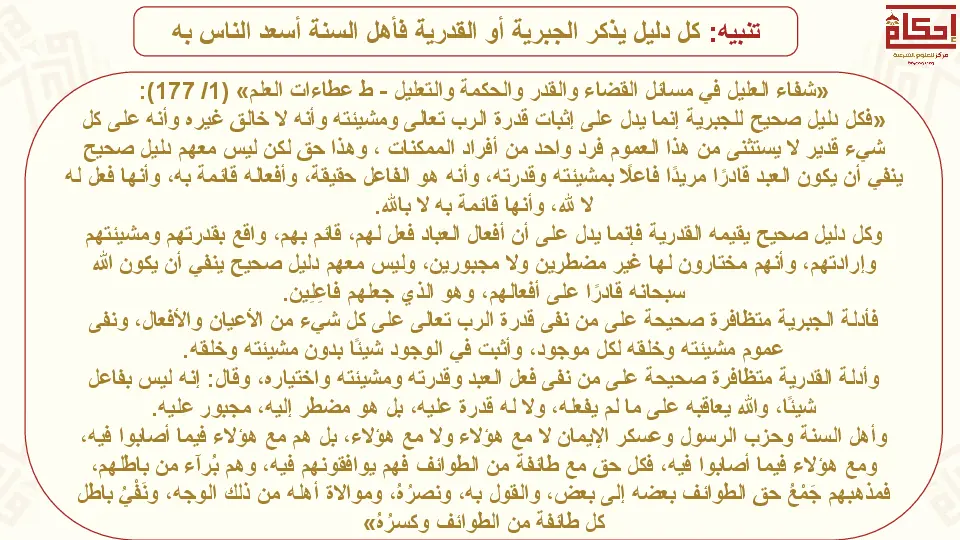 تنبيه: كل دليل يذكر الجبرية أو القدرية فأهل السنة أسعد الناس به
إحكام
مركز للعلوم الشرعية
«شفاء العليل في مسائل القضاء والقدر والحكمة والتعليل - ط عطاءات العلم» (1/ 177):
«فكل دليل صحيح للجبرية إنما يدل على إثبات قدرة الرب تعالى ومشيئته وأنه لا خالق غيره وأنه على كل
شيء قدير لا يستثنى من هذا العموم فرد واحد من أفراد الممكنات ، وهذا حق لكن ليس معهم دليل صحيح
ينفي أن يكون العبد قادرًا مريدًا فاعلًا بمشيئته وقدرته، وأنه هو الفاعل حقيقة، وأفعاله قائمة به، وأنها فعل له
لا لله، وأنها قائمة به لا بالله.
وكل دليل صحيح يقيمه القدرية فإنما يدل على أن أفعال العباد فعل لهم، قائم بهم، واقع بقدرتهم ومشيئتهم
وإرادتهم، وأنهم مختارون لها غير مضطرين ولا مجبورين، وليس معهم دليل صحيح ينفي أن يكون الله
سبحانه قادرًا على أفعالهم، وهو الذي جعلهم فاعِلِين.
فأدلة الجبرية متظافرة صحيحة على من نفى قدرة الرب تعالى على كل شيء من الأعيان والأفعال، ونفى
عموم مشيئته وخلقه لكل موجود، وأثبت في الوجود شيئًا بدون مشيئته وخلقه.
وأدلة القدرية متظافرة صحيحة على من نفى فعل العبد وقدرته ومشيئته واختياره، وقال: إنه ليس بفاعل
شيئًا، والله يعاقبه على ما لم يفعله، ولا له قدرة عليه، بل هو مضطر إليه، مجبور عليه.
وأهل السنة وحزب الرسول وعسكر الإيمان لا مع هؤلاء ولا مع هؤلاء، بل هم مع هؤلاء فيما أصابوا فيه،
ومع هؤلاء فيما أصابوا فيه، فكل حق مع طائفة من الطوائف فهم يوافقونهم فيه، وهم بُرآء من باطلهم،
فمذهبهم جَمْعُ حق الطوائف بعضه إلى بعض، والقول به، ونصرُهُ، وموالاة أهله من ذلك الوجه، ونَفْيُ باطل
كل طائفة من الطوائف وكسرُهُ»